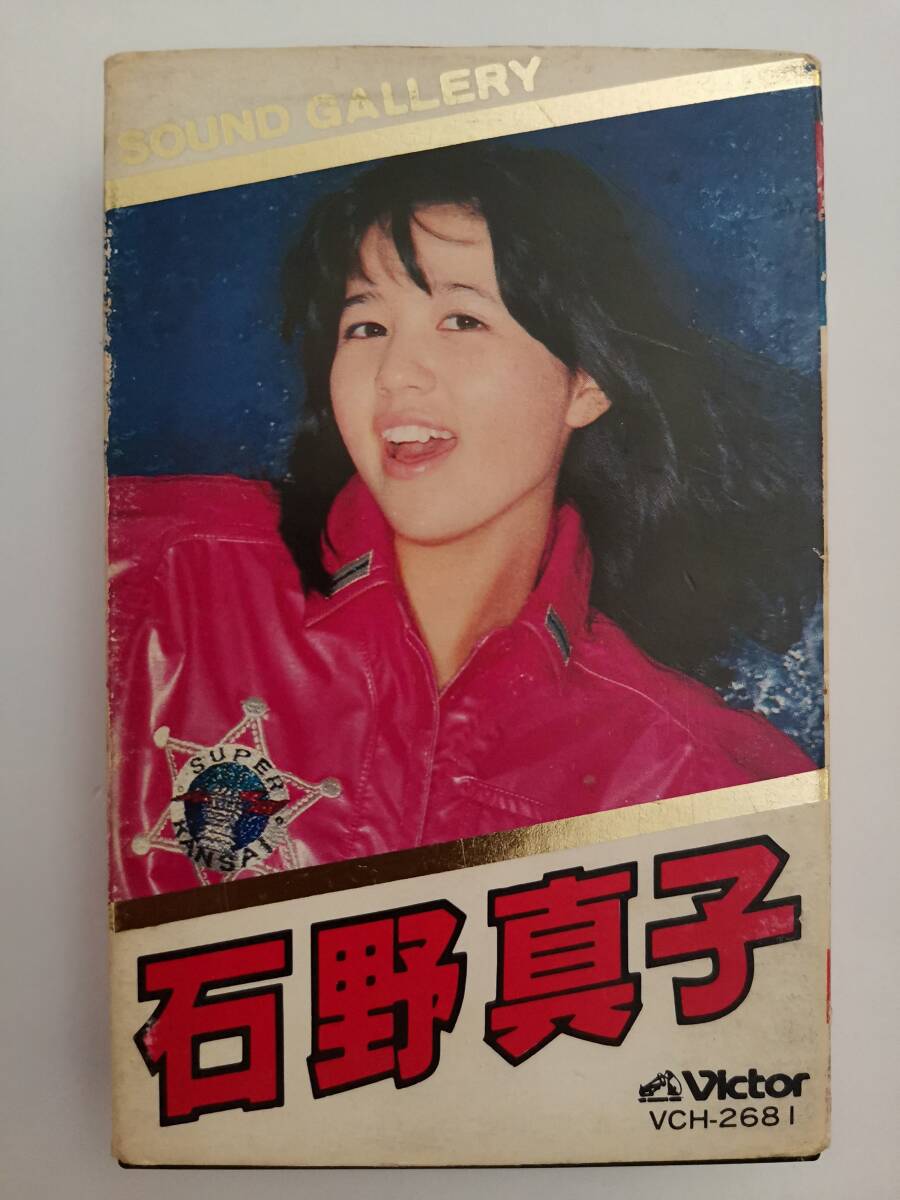 SOUND GALLERY
SUPER
KANSAI
石野真子
Victor
VCH-2681